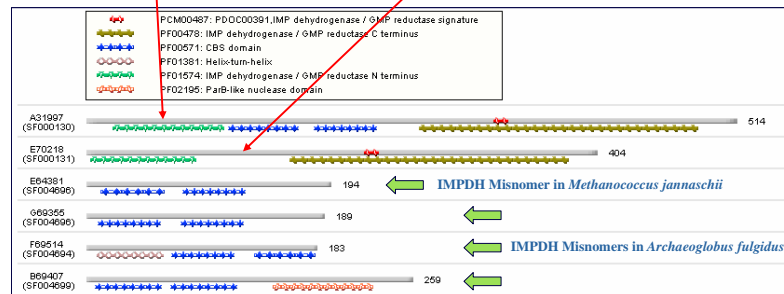 PCM00487: PDOC00391,IMP dehydrogenase / GMP reductase signature
PF00478: IMP dehydrogenase / GMP reductase C terminus
PF00571: CBS domain
PF01381: Helix-turn-helix
PF01574: IMP dehydrogenase / GMP reductase N terminus
PF02195: ParB-like nuclease domain
A31997
(SF000130)
514
E70218
(SF000131)
404
E64381
(SF004696)
194
IMPDH Misnomer in Methanococcus jannaschii
G69355
(SF004696)
189
F69514
(SF004694)
183
IMPDH Misnomers in Archaeoglobus fulgidus
B69407
(SF004699)
259